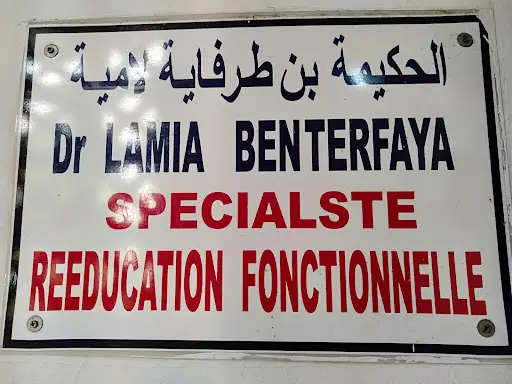 الحكيمة بن طرفاية لامية
Dr LAMIA BENTERFAYA
SPECIALSTE
REEDUCATION FONCTIONNELLE